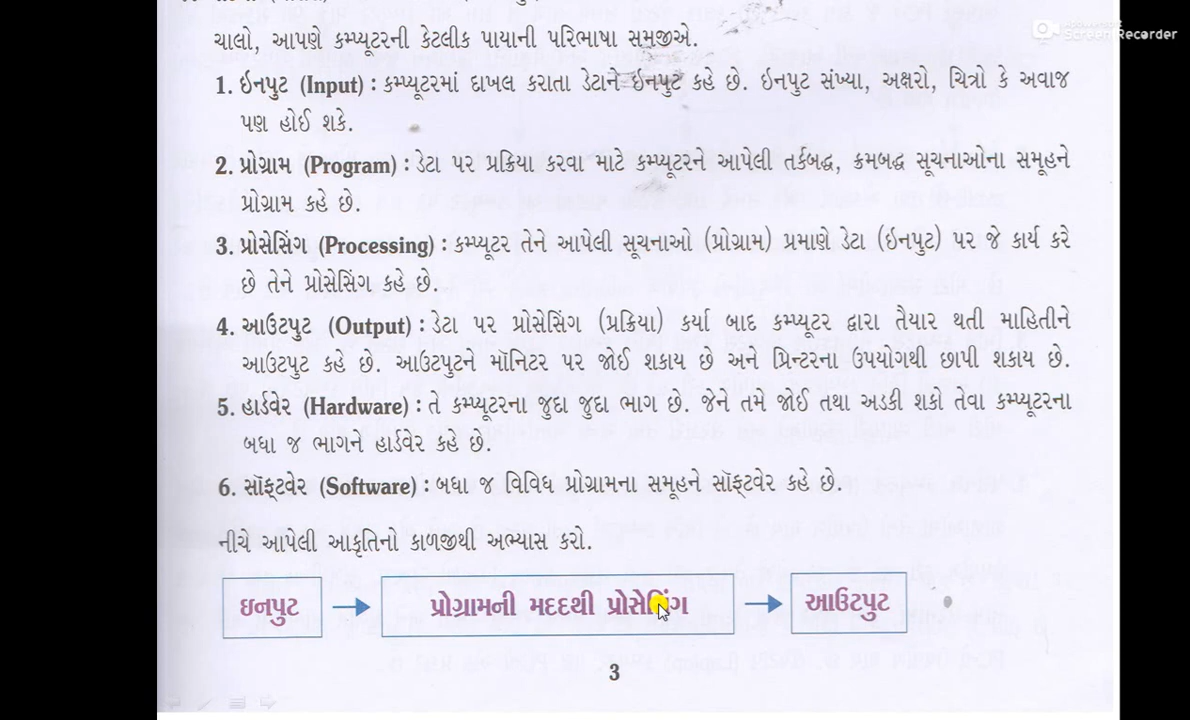 ચાલો, આપણે કમ્પ્યૂટરની કેટલીક પાયાની પરિભાષા સમજીએ.
1. ઇનપુટ (Input) : કમ્પ્યૂટરમાં દાખલ કરાતા ડેટાને ઇનપુટ કહે છે. ઇનપુટ સંખ્યા, અક્ષરો, ચિત્રો કે અવાજ
પણ હોઈ શકે.
2. પ્રોગ્રામ (Program) : ડેટા પર પ્રક્રિયા કરવા માટે કમ્પ્યૂટરને આપેલી તર્કબદ્ધ, ક્રમબદ્ધ સૂચનાઓના સમૂહને
પ્રોગ્રામ કહે છે.
3. પ્રોસેસિંગ (Processing) : કમ્પ્યૂટર તેને આપેલી સૂચનાઓ (પ્રોગ્રામ) પ્રમાણે ડેટા (ઇનપુટ) પર જે કાર્ય કરે
છે તેને પ્રોસેસિંગ કહે છે.
4. આઉટપુટ (Output) : ડેટા પર પ્રોસેસિંગ (પ્રક્રિયા) કર્યા બાદ કમ્પ્યૂટર દ્વારા તૈયાર થતી માહિતીને
આઉટપુટ કહે છે. આઉટપુટને મૉનિટર પર જોઈ શકાય છે અને પ્રિન્ટરના ઉપયોગથી છાપી શકાય છે.
5. હાર્ડવેર (Hardware) : તે કમ્પ્યૂટરના જુદા જુદા ભાગ છે. જેને તમે જોઈ તથા અડકી શકો તેવા કમ્પ્યૂટરના
બધા જ ભાગને હાર્ડવેર કહે છે.
6. સૉફ્ટવેર (Software) : બધા જ વિવિધ પ્રોગ્રામના સમૂહને સૉફ્ટવેર કહે છે.
નીચે આપેલી આકૃતિનો કાળજીથી અભ્યાસ કરો.
ઇનપુટ → પ્રોગ્રામની મદદથી પ્રોસેસિંગ → આઉટપુટ
3
Screen Recorder